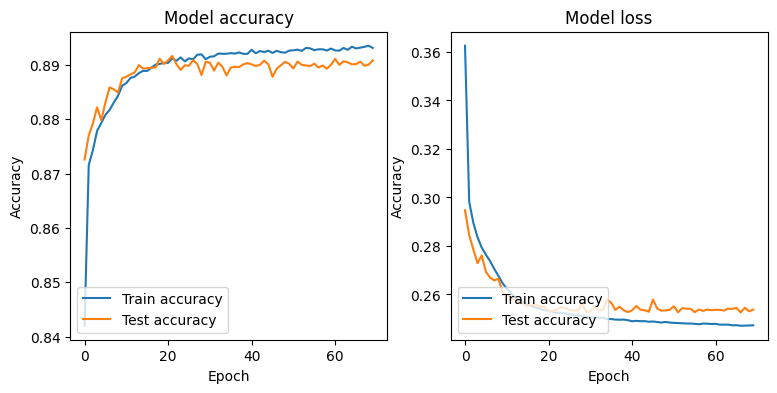 Model accuracy
Accuracy
0.89
0.88
0.87
0.86
0.85
0.84
0
20
40
60
Epoch
Train accuracy
Test accuracy
Model loss
Accuracy
0.36
0.34
0.32
0.30
0.28
0.26
0
20
40
60
Epoch
Train accuracy
Test accuracy